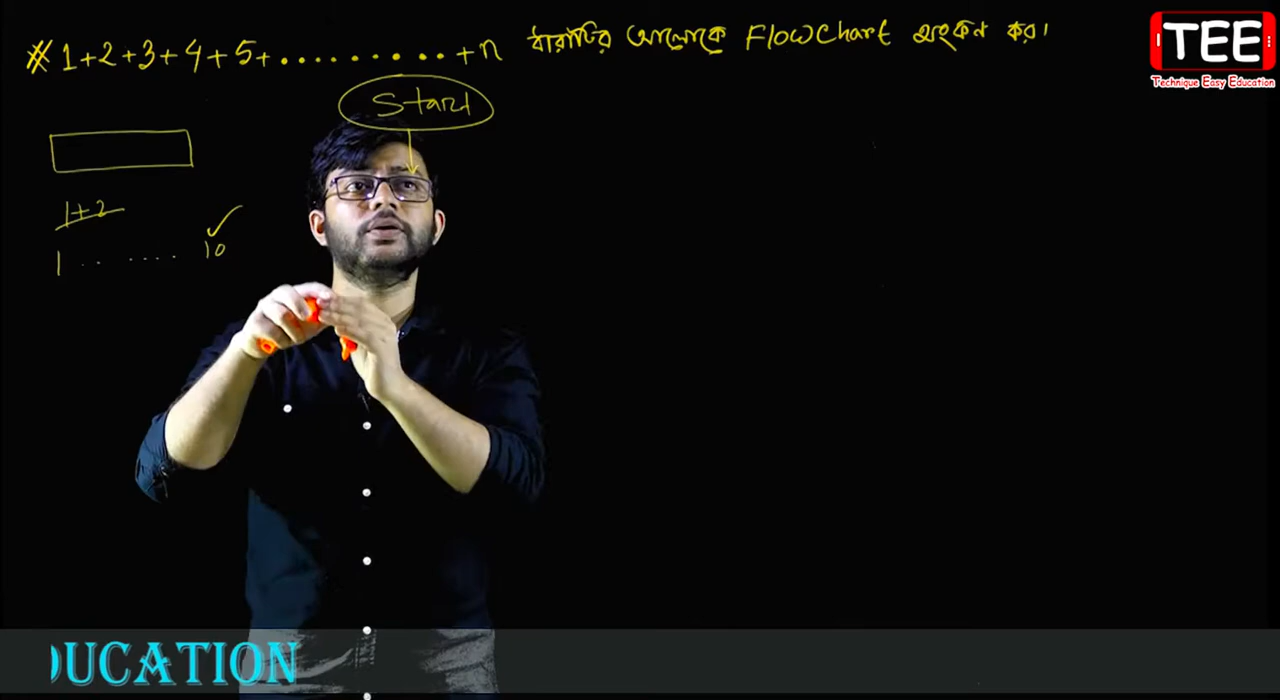 # 1+2+3+4+5+..........+n ধারাটির আলোকে FlowChart অংকন কর।
TEE
Technique Easy Education
Start
1+2
1 ...... 10 ✓
DUCATION